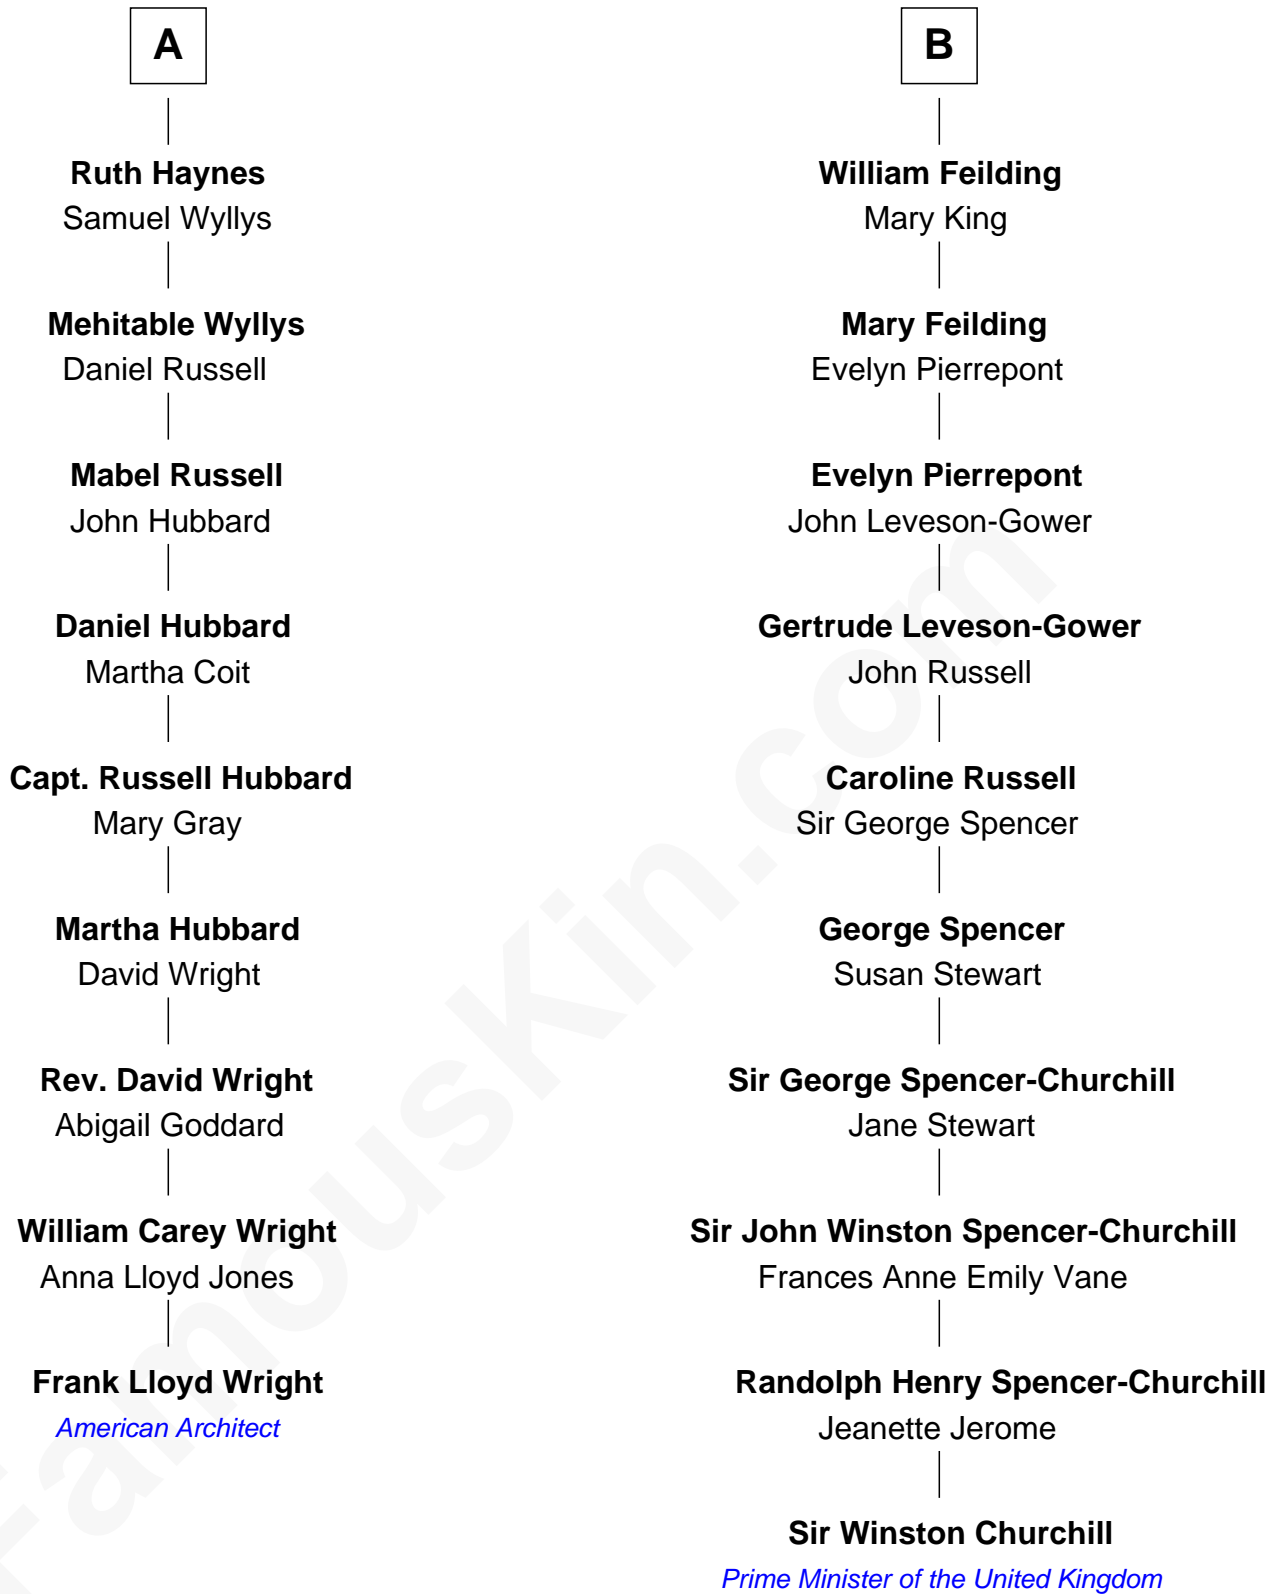 A
Ruth Haynes
Samuel Wyllys
Mehitable Wyllys
Daniel Russell
Mabel Russell
John Hubbard
Daniel Hubbard
Martha Coit
Capt. Russell Hubbard
Mary Gray
Martha Hubbard
David Wright
Rev. David Wright
Abigail Goddard
William Carey Wright
Anna Lloyd Jones
Frank Lloyd Wright
American Architect
B
William Feilding
Mary King
Mary Feilding
Evelyn Pierrepont
Evelyn Pierrepont
John Leveson-Gower
Gertrude Leveson-Gower
John Russell
Caroline Russell
Sir George Spencer
George Spencer
Susan Stewart
Sir George Spencer-Churchill
Jane Stewart
Sir John Winston Spencer-Churchill
Frances Anne Emily Vane
Randolph Henry Spencer-Churchill
Jeanette Jerome
Sir Winston Churchill
Prime Minister of the United Kingdom
FamousKin.com